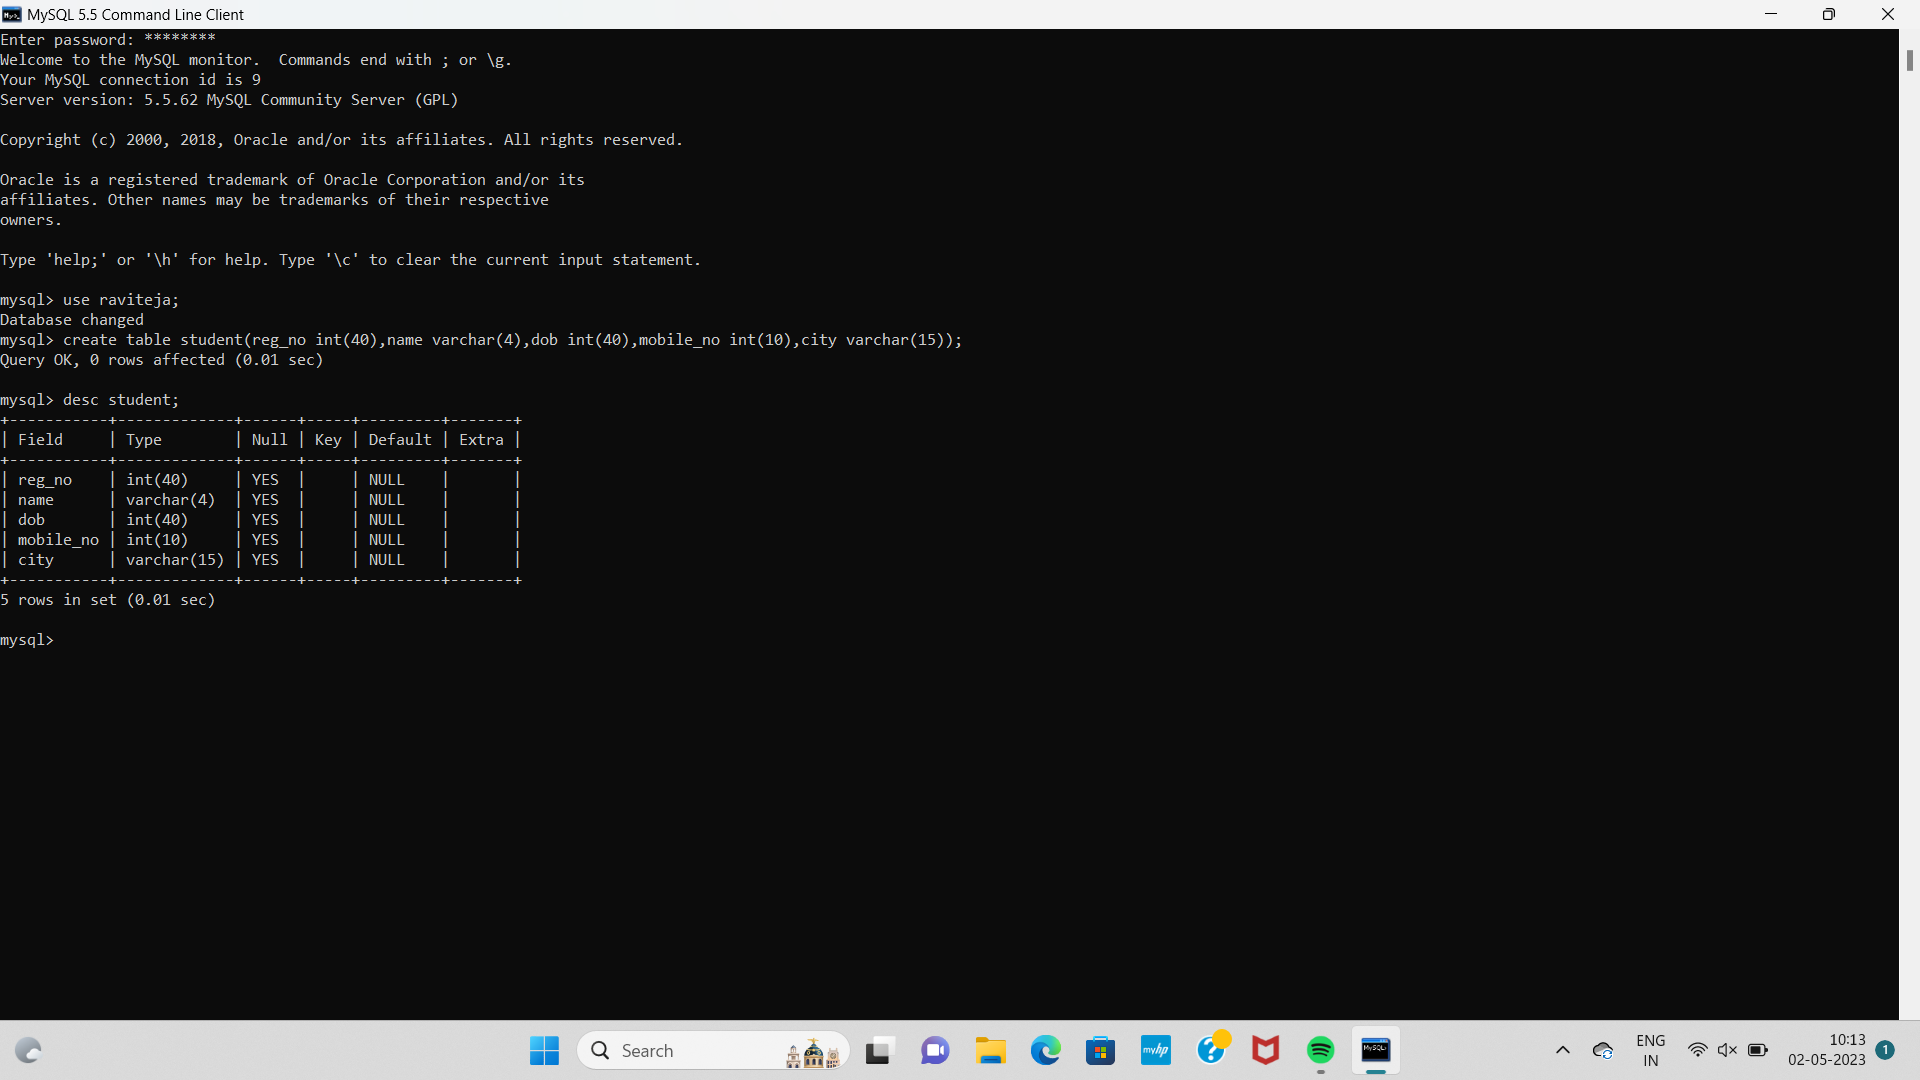 MySQL 5.5 Command Line Client
Enter password: ********
Welcome to the MySQL monitor.  Commands end with ; or \g.
Your MySQL connection id is 9
Server version: 5.5.62 MySQL Community Server (GPL)

Copyright (c) 2000, 2018, Oracle and/or its affiliates. All rights reserved.

Oracle is a registered trademark of Oracle Corporation and/or its
affiliates. Other names may be trademarks of their respective
owners.

Type 'help;' or '\h' for help. Type '\c' to clear the current input statement.

mysql> use raviteja;
Database changed
mysql> create table student(reg_no int(40),name varchar(4),dob int(40),mobile_no int(10),city varchar(15));
Query OK, 0 rows affected (0.01 sec)

mysql> desc student;
+-----------+-------------+------+-----+---------+-------+
| Field     | Type        | Null | Key | Default | Extra |
+-----------+-------------+------+-----+---------+-------+
| reg_no    | int(40)     | YES  |     | NULL    |       |
| name      | varchar(4)  | YES  |     | NULL    |       |
| dob       | int(40)     | YES  |     | NULL    |       |
| mobile_no | int(10)     | YES  |     | NULL    |       |
| city      | varchar(15) | YES  |     | NULL    |       |
+-----------+-------------+------+-----+---------+-------+
5 rows in set (0.01 sec)

mysql>
Search
myhp
MySQL
ENG
IN
10:13
02-05-2023
1